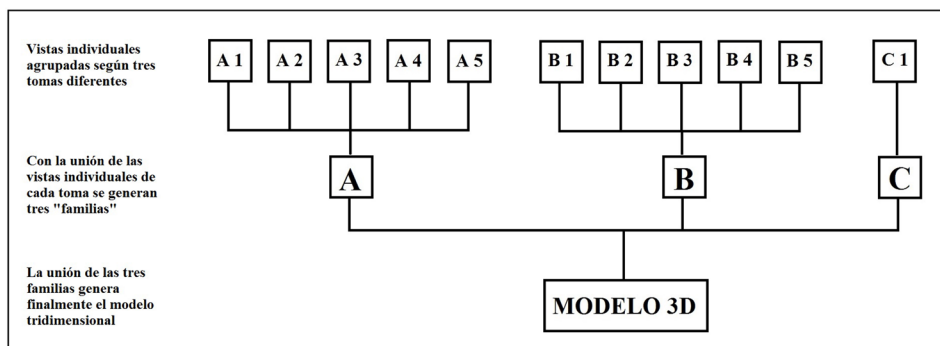 Vistas individuales
agrupadas según tres
tomas diferentes
A 1
A 2
A 3
A 4
A 5
B 1
B 2
B 3
B 4
B 5
C 1
Con la unión de las
vistas individuales de
cada toma se generan
tres "familias"
A
B
C
La unión de las tres
familias genera
finalmente el modelo
tridimensional
MODELO 3D